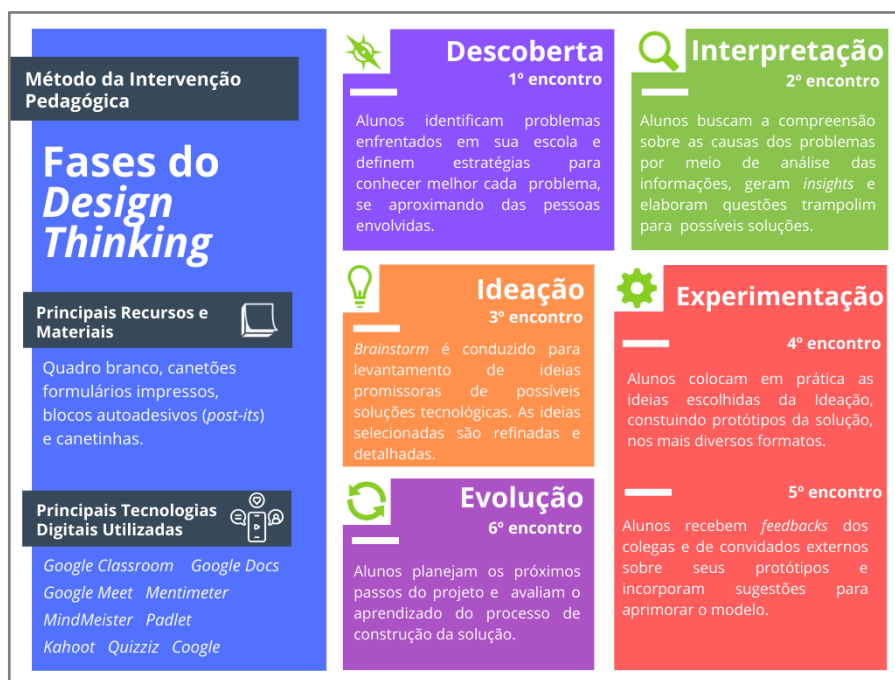 Método da Intervenção
Pedagógica
Fases do
Design
Thinking
Principais Recursos e
Materiais
Quadro branco, canetões
formulários impressos,
blocos autoadesivos (post-its)
e canetinhas.
Principais Tecnologias
Digitais Utilizadas
Google Classroom Google Docs
Google Meet Mentimeter
MindMeister Padlet
Kahoot Quizziz Coogle
Descoberta
1º encontro
Alunos identificam problemas
enfrentados em sua escola e
definem estratégias para
conhecer melhor cada problema,
se aproximando das pessoas
envolvidas.
Interpretação
2º encontro
Alunos buscam a compreensão
sobre as causas dos problemas
por meio de análise das
informações, geram insights e
elaboram questões trampolim
para possíveis soluções.
Ideação
3º encontro
Brainstorm é conduzido para
levantamento de ideias
promissoras de possíveis
soluções tecnológicas. As ideias
selecionadas são refinadas e
detalhadas.
Experimentação
4º encontro
Alunos colocam em prática as
ideias escolhidas da Ideação,
constuindo protótipos da solução,
nos mais diversos formatos.
5º encontro
Alunos recebem feedbacks dos
colegas e de convidados externos
sobre seus protótipos e
incorporam sugestões para
aprimorar o modelo.
Evolução
6º encontro
Alunos planejam os próximos
passos do projeto e avaliam o
aprendizado do processo de
construção da solução.